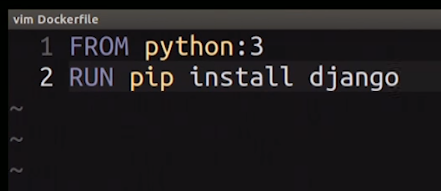 vim Dockerfile
1 FROM python:3
2 RUN pip install django
~
~
~